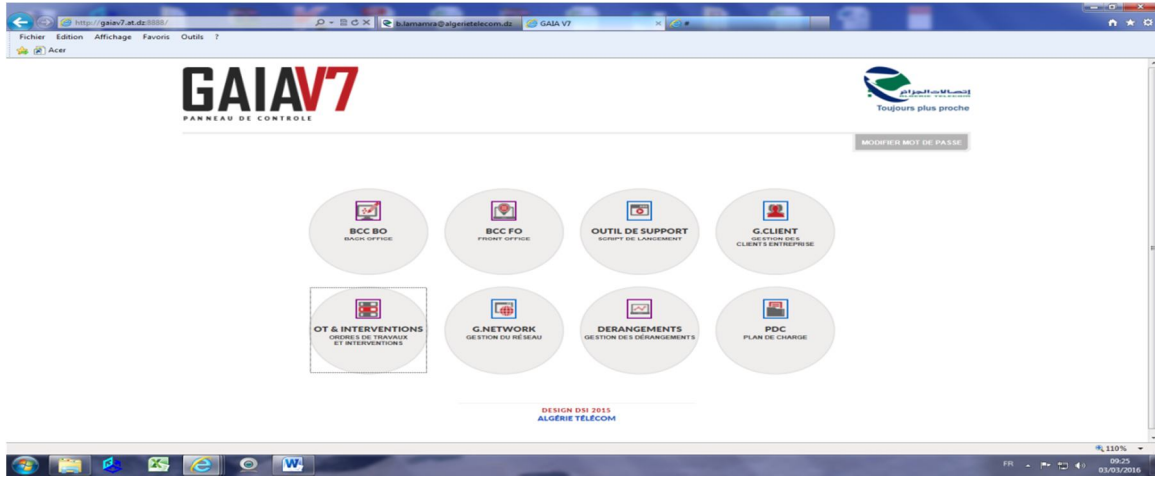 http://gaiav7.at.dz:8888/
b.lamamra@algerietelecom.dz
GAIA V7
Fichier Edition Affichage Favoris Outils ?
Acer
GAIAV7
PANNEAU DE CONTROLE
إتصالات الجزائر
ALGÉRIE TELECOM
Toujours plus proche
MODIFIER MOT DE PASSE
BCC BO
BACK OFFICE
BCC FO
FRONT OFFICE
OUTIL DE SUPPORT
SCRIPT DE LANCEMENT
G.CLIENT
GESTION DES
CLIENTS ENTREPRISE
OT & INTERVENTIONS
ORDRES DE TRAVAUX
ET INTERVENTIONS
G.NETWORK
GESTION DU RÉSEAU
DERANGEMENTS
GESTION DES DÉRANGEMENTS
PDC
PLAN DE CHARGE
DESIGN DSI 2015
ALGÉRIE TÉLÉCOM
110%
FR
09:25
03/03/2016